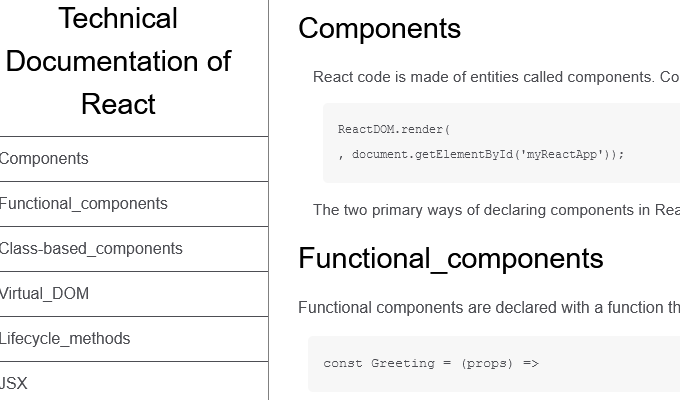 Technical
Documentation of
React
Components
Functional_components
Class-based_components
Virtual_DOM
Lifecycle_methods
JSX
Components
React code is made of entities called components. Co
ReactDOM.render(
, document.getElementById('myReactApp'));
The two primary ways of declaring components in Rea
Functional_components
Functional components are declared with a function th
const Greeting = (props) =>